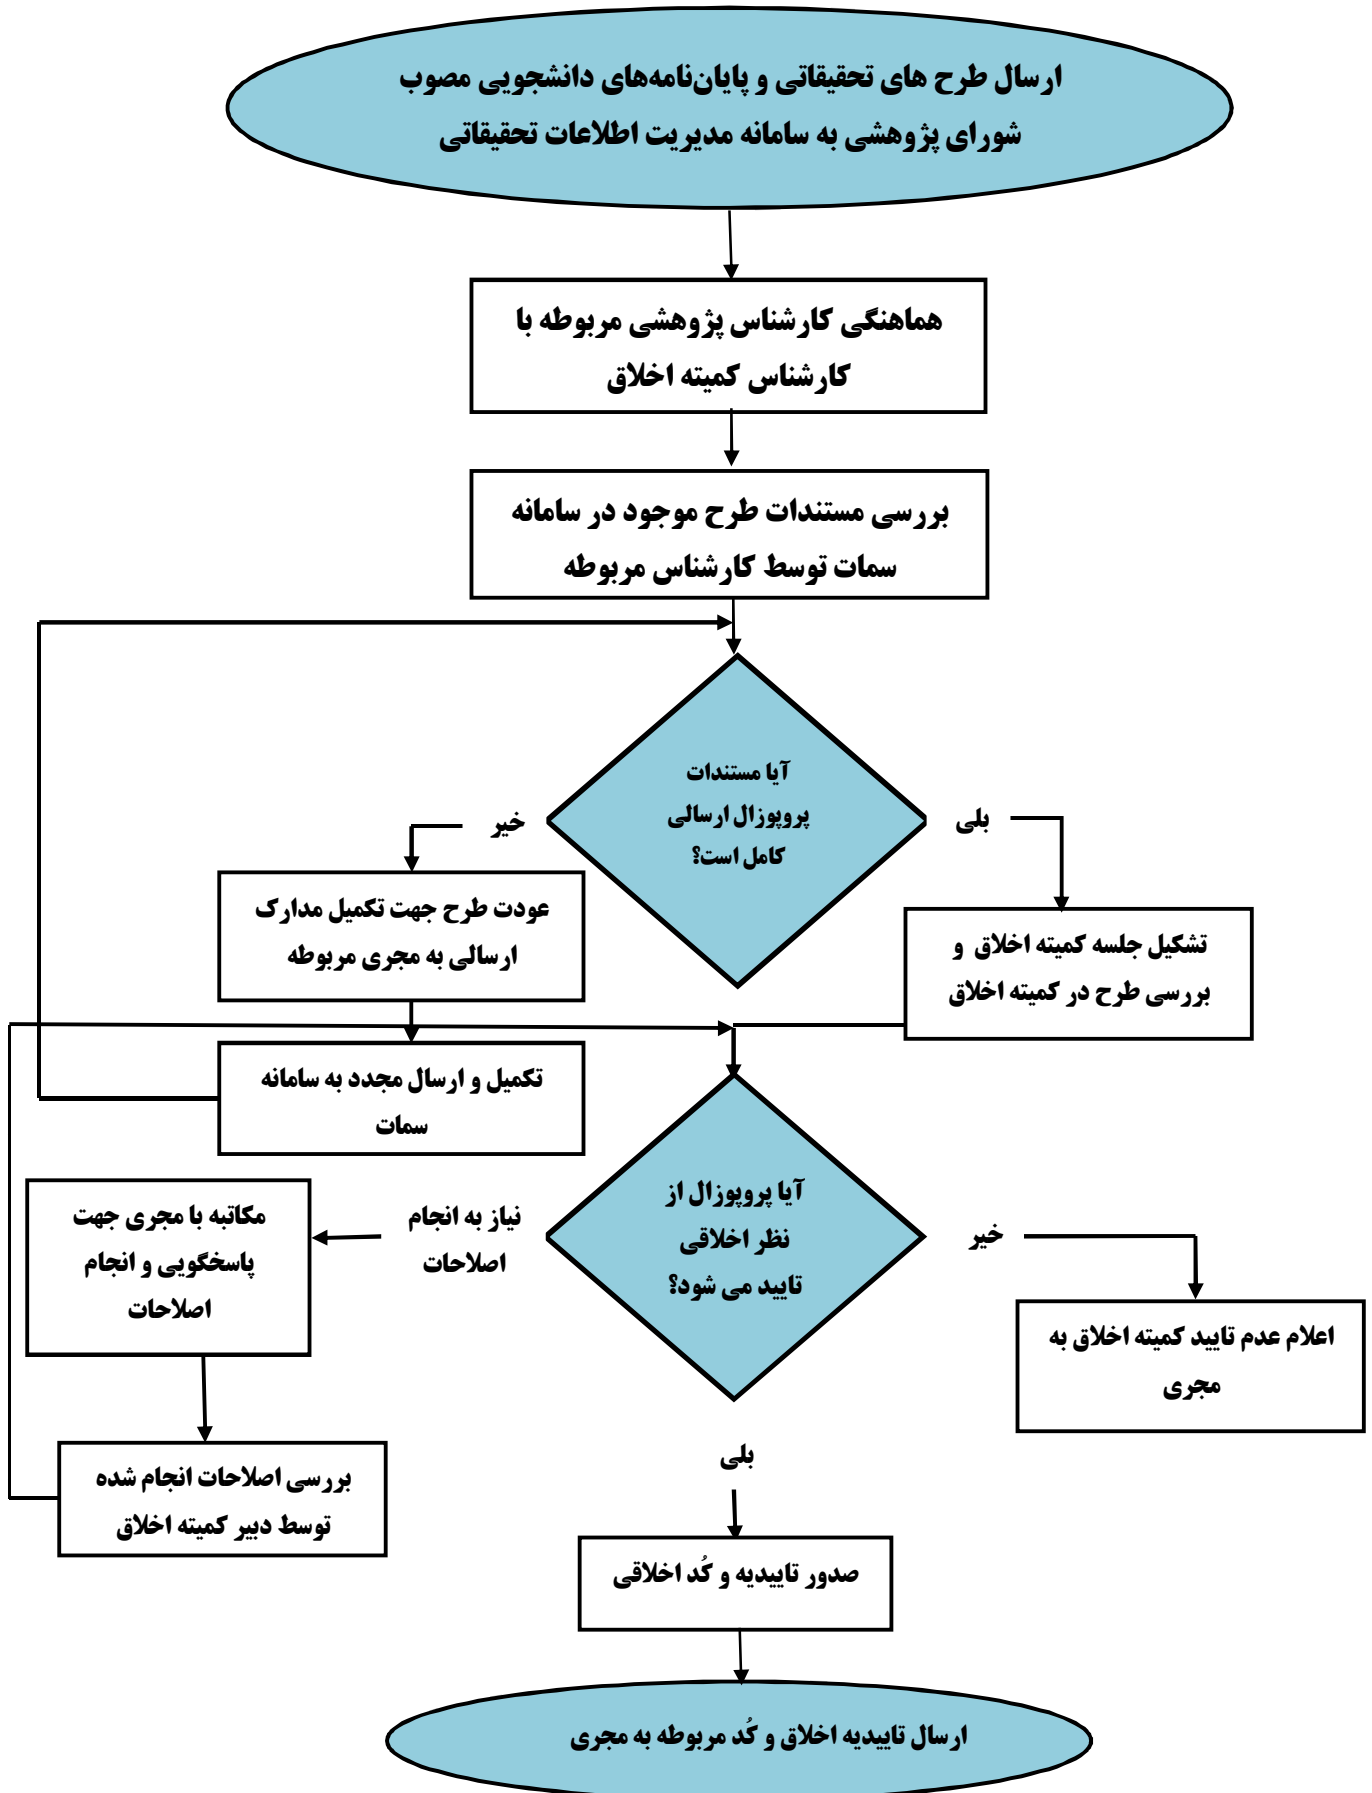 ارسال طرح های تحقیقاتی و پایان‌نامه‌های دانشجویی مصوب
شورای پژوهشی به سامانه مدیریت اطلاعات تحقیقاتی
هماهنگی کارشناس پژوهشی مربوطه با
کارشناس کمیته اخلاق
بررسی مستندات طرح موجود در سامانه
سمات توسط کارشناس مربوطه
آیا مستندات
پروپوزال ارسالی
کامل است؟
بلی
خیر
عودت طرح جهت تکمیل مدارک
ارسالی به مجری مربوطه
تشکیل جلسه کمیته اخلاق و
بررسی طرح در کمیته اخلاق
تکمیل و ارسال مجدد به سامانه
سمات
آیا پروپوزال از
نظر اخلاقی
تایید می شود؟
خیر
نیاز به انجام
اصلاحات
مکاتبه با مجری جهت
پاسخگویی و انجام
اصلاحات
اعلام عدم تایید کمیته اخلاق به
مجری
بلی
بررسی اصلاحات انجام شده
توسط دبیر کمیته اخلاق
صدور تاییدیه و کُد اخلاقی
ارسال تاییدیه اخلاق و کُد مربوطه به مجری